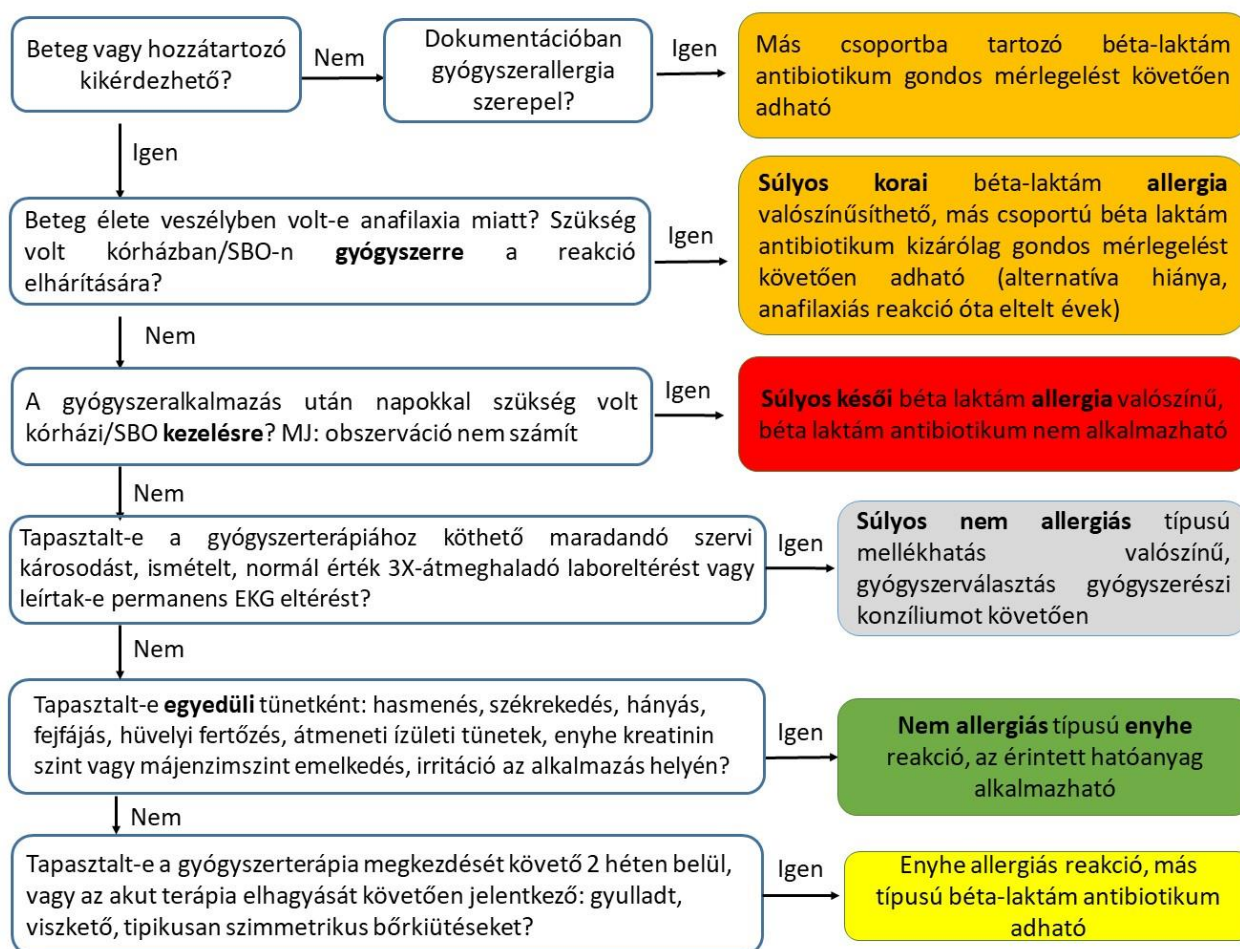 Beteg vagy hozzátartozó
kikérdezhető?
Nem
Dokumentációban
gyógyszerallergia
szerepel?
Igen
Más csoportba tartozó béta-laktám
antibiotikum gondos mérlegelést követően
adható
Igen
Beteg élete veszélyben volt-e anafilaxia miatt? Szükség
volt kórházban/SBO-n gyógyszerre a reakció
elhárítására?
Igen
Súlyos korai béta-laktám allergia
valószínűsíthető, más csoportú béta laktám
antibiotikum kizárólag gondos mérlegelést
követően adható (alternatíva hiánya,
anafilaxiás reakció óta eltelt évek)
Nem
A gyógyszeralkalmazás után napokkal szükség volt
kórházi/SBO kezelésre? MJ: obszerváció nem számít
Igen
Súlyos késői béta laktám allergia valószínű,
béta laktám antibiotikum nem alkalmazható
Nem
Tapasztalt-e a gyógyszerterápiához köthető maradandó szervi
károsodást, ismételt, normál érték 3X-átmeghaladó laboreltérést vagy
leírtak-e permanens EKG eltérést?
Igen
Súlyos nem allergiás típusú
mellékhatás valószínű,
gyógyszerválasztás gyógyszerészi
konzíliumot követően
Nem
Tapasztalt-e egyedüli tünetként: hasmenés, székrekedés, hányás,
fejfájás, hüvelyi fertőzés, átmeneti ízületi tünetek, enyhe kreatinin
szint vagy májenzimszint emelkedés, irritáció az alkalmazás helyén?
Igen
Nem allergiás típusú enyhe
reakció, az érintett hatóanyag
alkalmazható
Nem
Tapasztalt-e a gyógyszerterápia megkezdését követő 2 héten belül,
vagy az akut terápia elhagyását követően jelentkező: gyulladt,
viszkető, tipikusan szimmetrikus bőrkiütéseket?
Igen
Enyhe allergiás reakció, más
típusú béta-laktám antibiotikum
adható